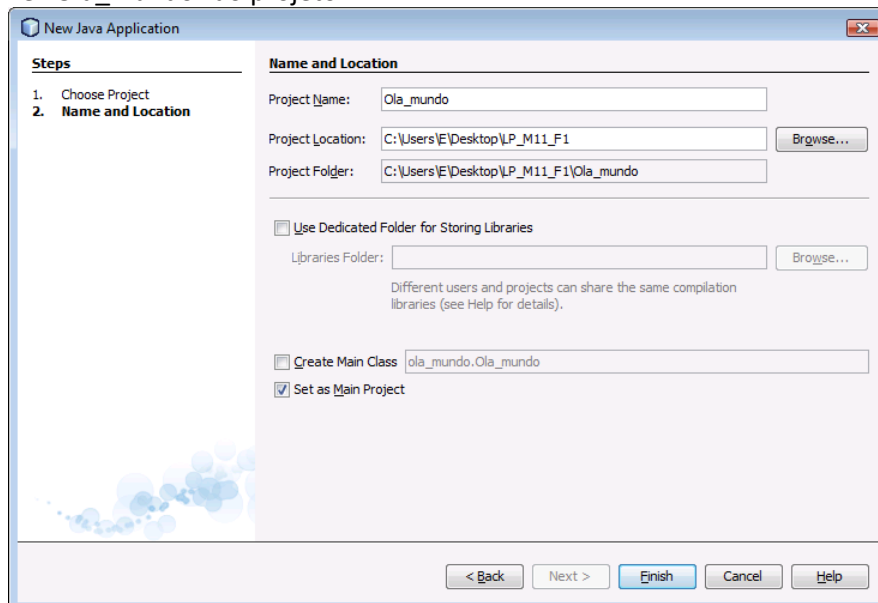 New Java Application
Steps
1. Choose Project
2. Name and Location
Name and Location
Project Name: Ola_mundo
Project Location: C:\Users\E\Desktop\LP_M11_F1 Browse...
Project Folder: C:\Users\E\Desktop\LP_M11_F1\Ola_mundo
Use Dedicated Folder for Storing Libraries
Libraries Folder: Browse...
Different users and projects can share the same compilation
libraries (see Help for details).
Create Main Class ola_mundo.Ola_mundo
Set as Main Project
< Back Next > Finish Cancel Help